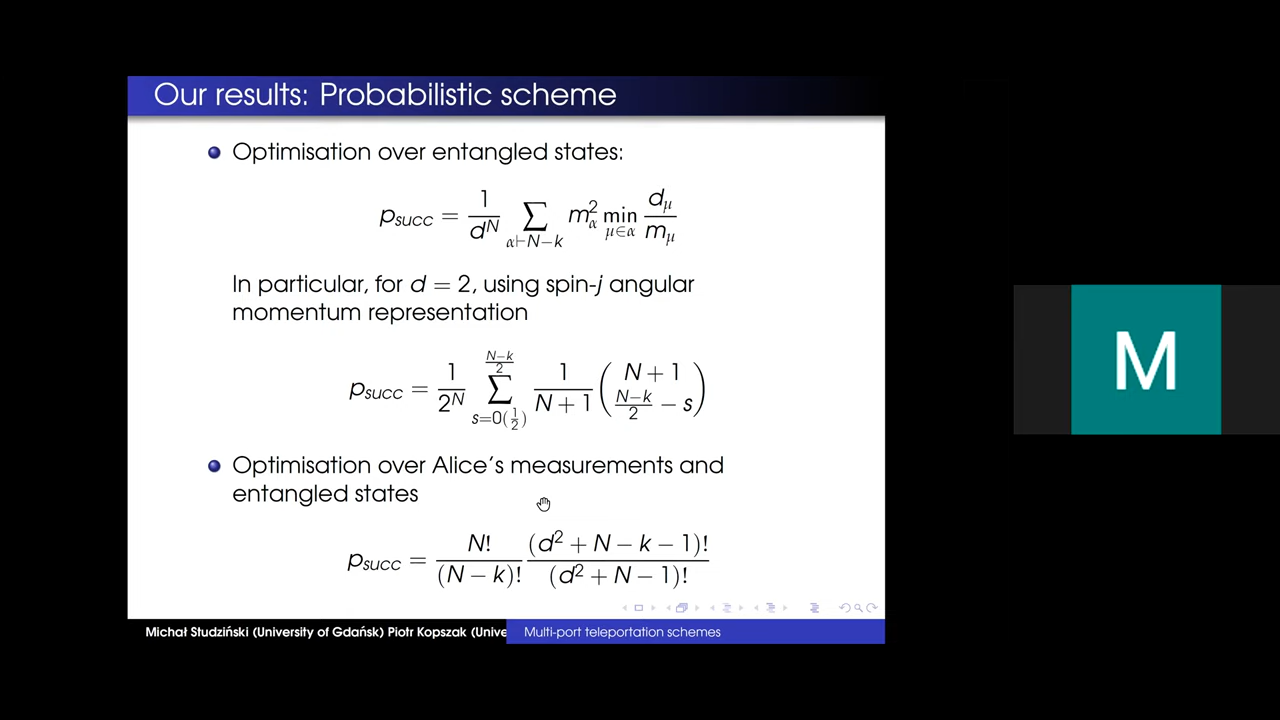 Our results: Probabilistic scheme
Optimisation over entangled states:
p_succ = 1/d^N ∑_{α⊢N−k} m_α^2 min_{μ∈α} d_μ/m_μ
In particular, for d = 2, using spin-j angular
momentum representation
p_succ = 1/2^N ∑_{s=0(1/2)}^{(N−k)/2} 1/(N+1) (N+1 / (N−k)/2 − s)
Optimisation over Alice's measurements and
entangled states
p_succ = N!/(N−k)! (d^2+N−k−1)!/(d^2+N−1)!
Michał Studziński (University of Gdańsk) Piotr Kopszak (Unive
Multi-port teleportation schemes
M